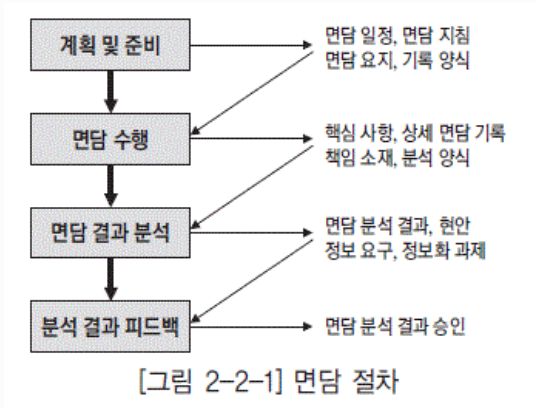 계획 및 준비
면담 일정, 면담 지침
면담 요지, 기록 양식
면담 수행
핵심 사항, 상세 면담 기록
책임 소재, 분석 양식
면담 결과 분석
면담 분석 결과, 현안
정보 요구, 정보화 과제
분석 결과 피드백
면담 분석 결과 승인
[그림 2-2-1] 면담 절차